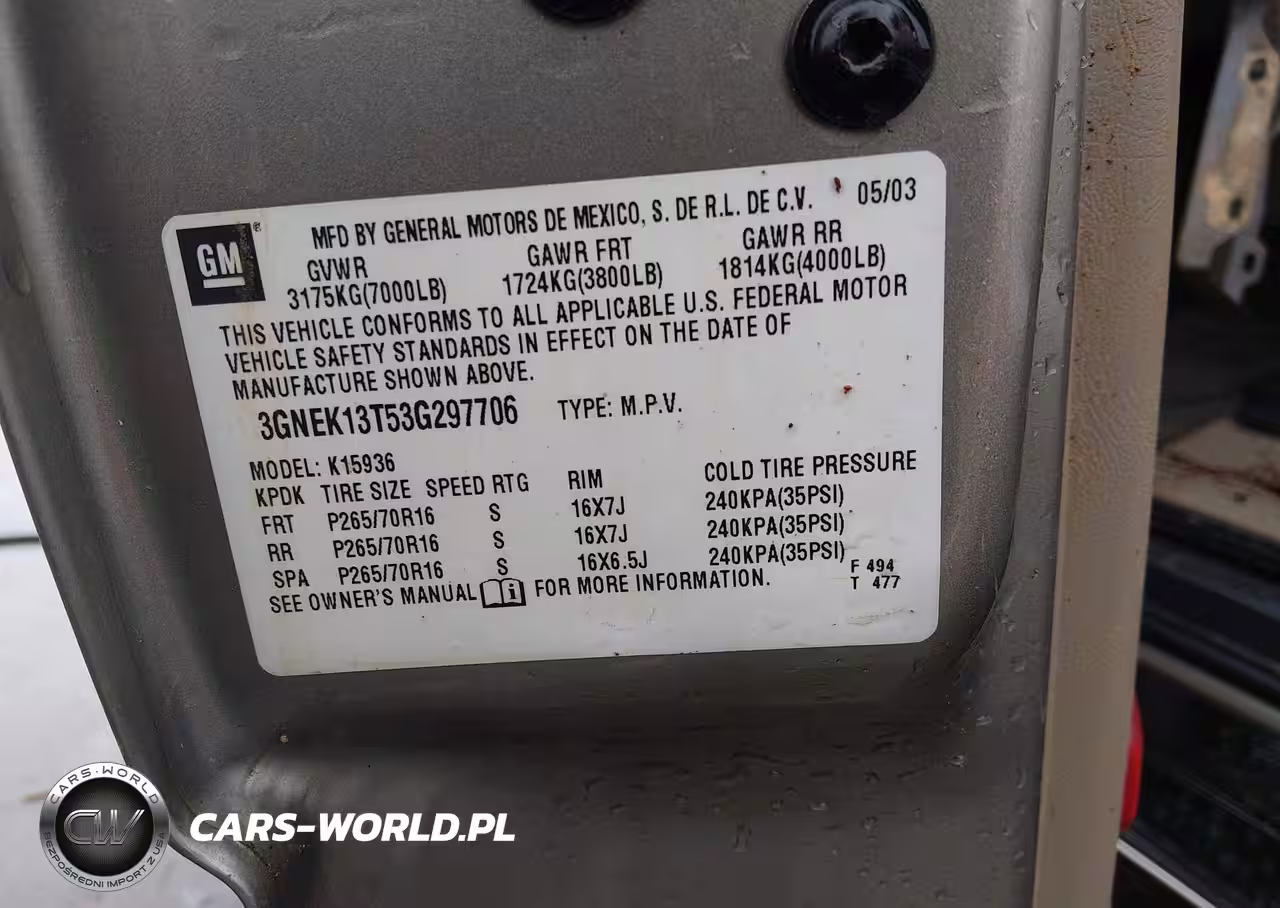 GM®
MFD BY GENERAL MOTORS DE MEXICO, S. DE R.L. DE C.V. 05/03
GVWR GAWR FRT GAWR RR
3175KG(7000LB) 1724KG(3800LB) 1814KG(4000LB)
THIS VEHICLE CONFORMS TO ALL APPLICABLE U.S. FEDERAL MOTOR
VEHICLE SAFETY STANDARDS IN EFFECT ON THE DATE OF
MANUFACTURE SHOWN ABOVE.
3GNEK13T53G297706 TYPE: M.P.V.
MODEL: K15936
KPDK TIRE SIZE SPEED RTG RIM COLD TIRE PRESSURE
FRT P265/70R16 S 16X7J 240KPA(35PSI)
RR P265/70R16 S 16X7J 240KPA(35PSI)
SPA P265/70R16 S 16X6.5J 240KPA(35PSI)
SEE OWNER'S MANUAL i FOR MORE INFORMATION.
F 494
T 477
CARS-WORLD
CW
BEZPOŚREDNI IMPORT Z USA
CARS-WORLD.PL